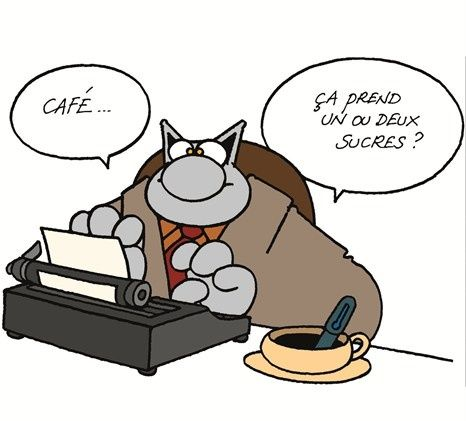 CAFÉ...
ÇA PREND
UN OU DEUX
SUCRES ?